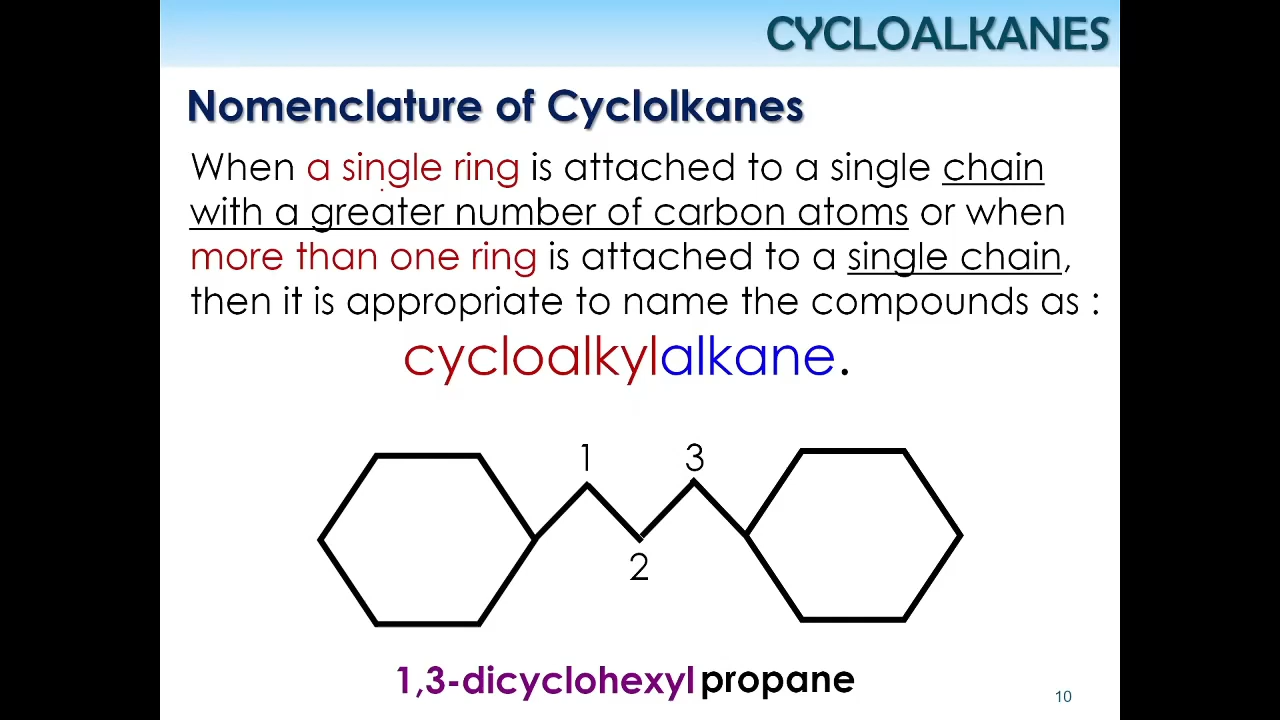 CYCLOALKANES
Nomenclature of Cyclolkanes
When a single ring is attached to a single chain
with a greater number of carbon atoms or when
more than one ring is attached to a single chain,
then it is appropriate to name the compounds as :
cycloalkylalkane.
1 3
2
1,3-dicyclohexyl propane
10